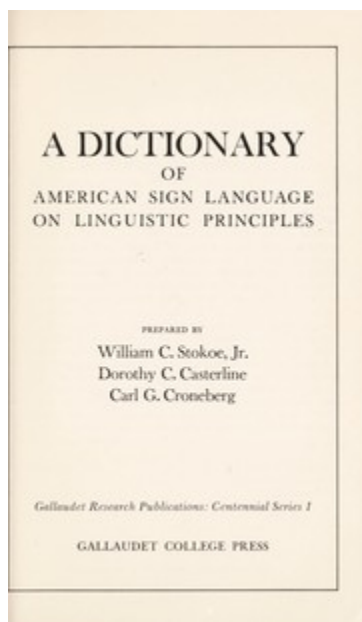 A DICTIONARY
OF
AMERICAN SIGN LANGUAGE
ON LINGUISTIC PRINCIPLES
PREPARED BY
William C. Stokoe, Jr.
Dorothy C. Casterline
Carl G. Croneberg
Gallaudet Research Publications: Centennial Series I
GALLAUDET COLLEGE PRESS